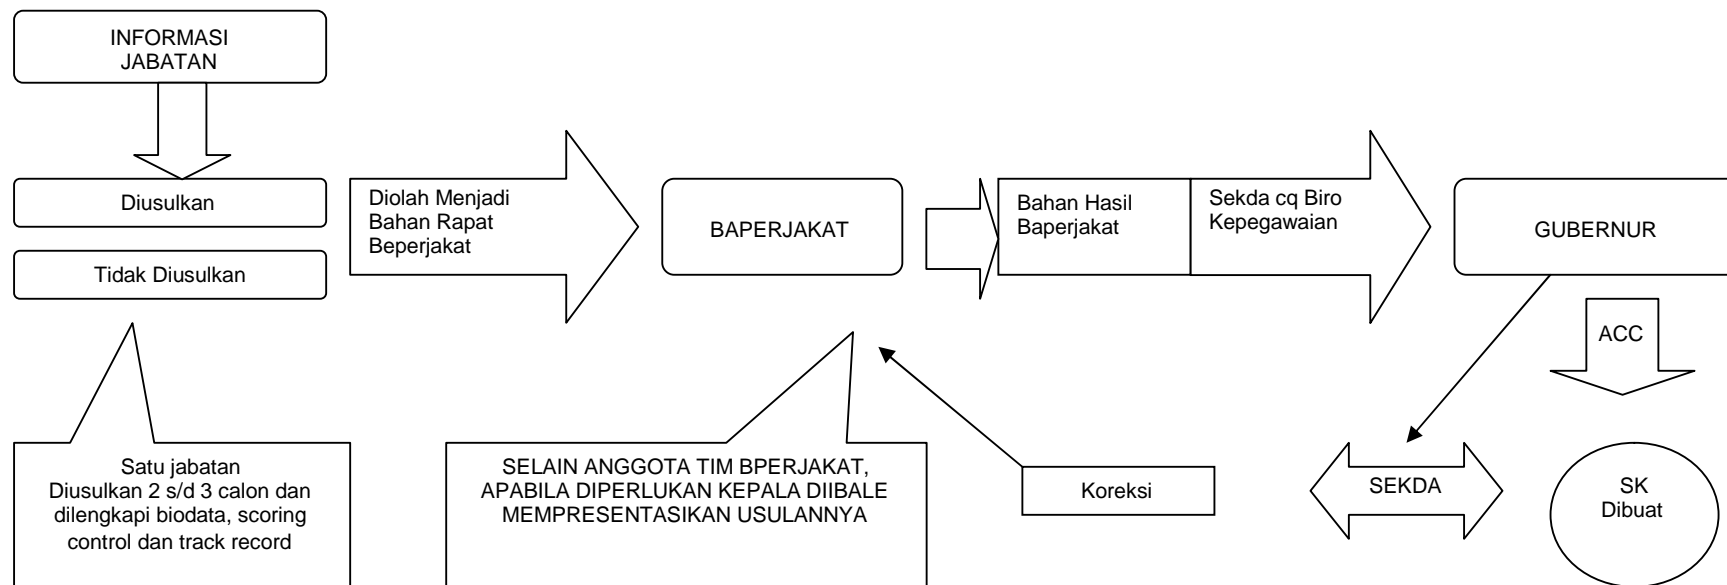 INFORMASI
JABATAN
Diusulkan
Tidak Diusulkan
Diolah Menjadi
Bahan Rapat
Beperjakat
BAPERJAKAT
Bahan Hasil
Baperjakat
Sekda cq Biro
Kepegawaian
GUBERNUR
ACC
Satu jabatan
Diusulkan 2 s/d 3 calon dan
dilengkapi biodata, scoring
control dan track record
SELAIN ANGGOTA TIM BPERJAKAT,
APABILA DIPERLUKAN KEPALA DIIBALE
MEMPRESENTASIKAN USULANNYA
Koreksi
SEKDA
SK
Dibuat